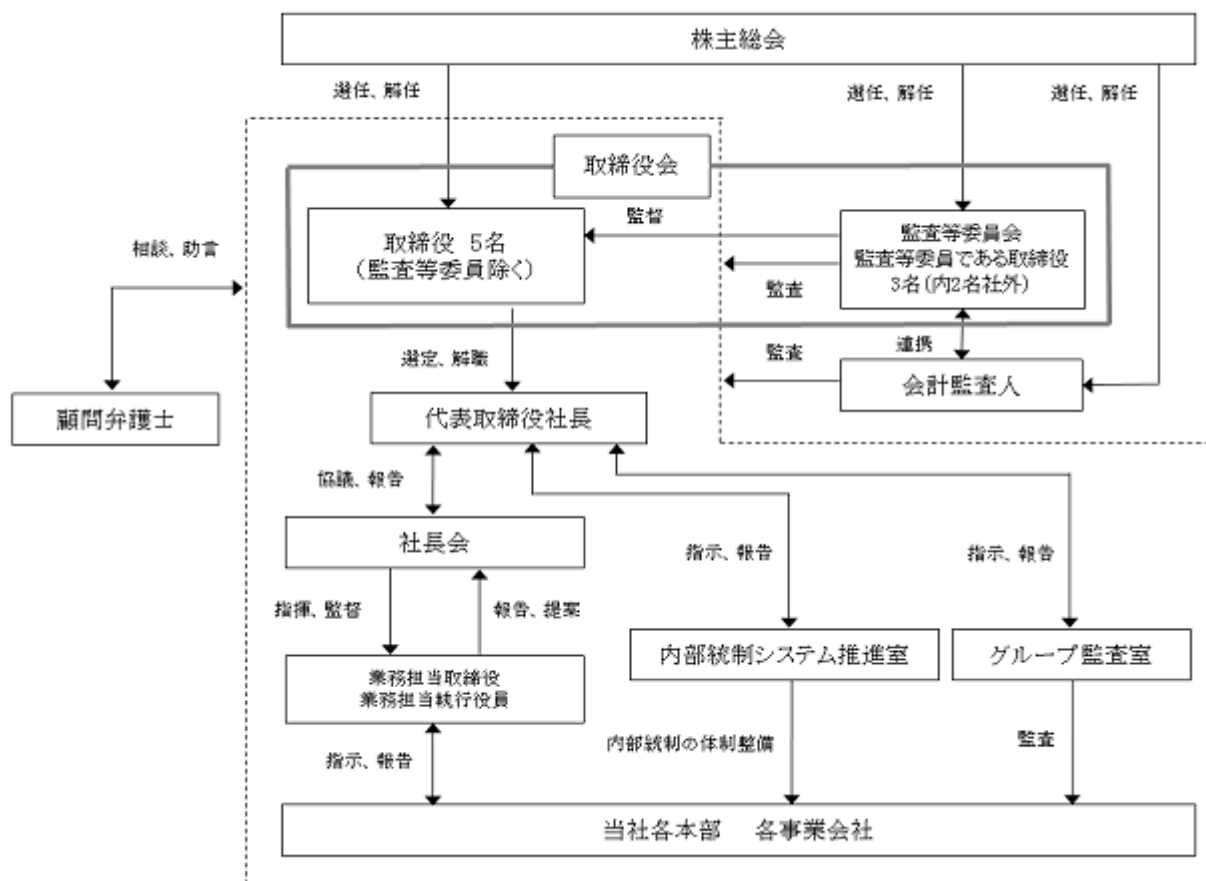 株主総会
選任、解任
選任、解任
選任、解任
取締役会
監督
取締役 5名
(監査等委員除く)
監査等委員会
監査等委員である取締役
3名(内2名社外)
相談、助言
監査
連携
監査
選定、解職
会計監査人
顧問弁護士
代表取締役社長
協議、報告
社長会
指示、報告
指示、報告
指揮、監督
報告、提案
内部統制システム推進室
グループ監査室
業務担当取締役
業務担当執行役員
指示、報告
内部統制の体制整備
監査
当社各本部 各事業会社